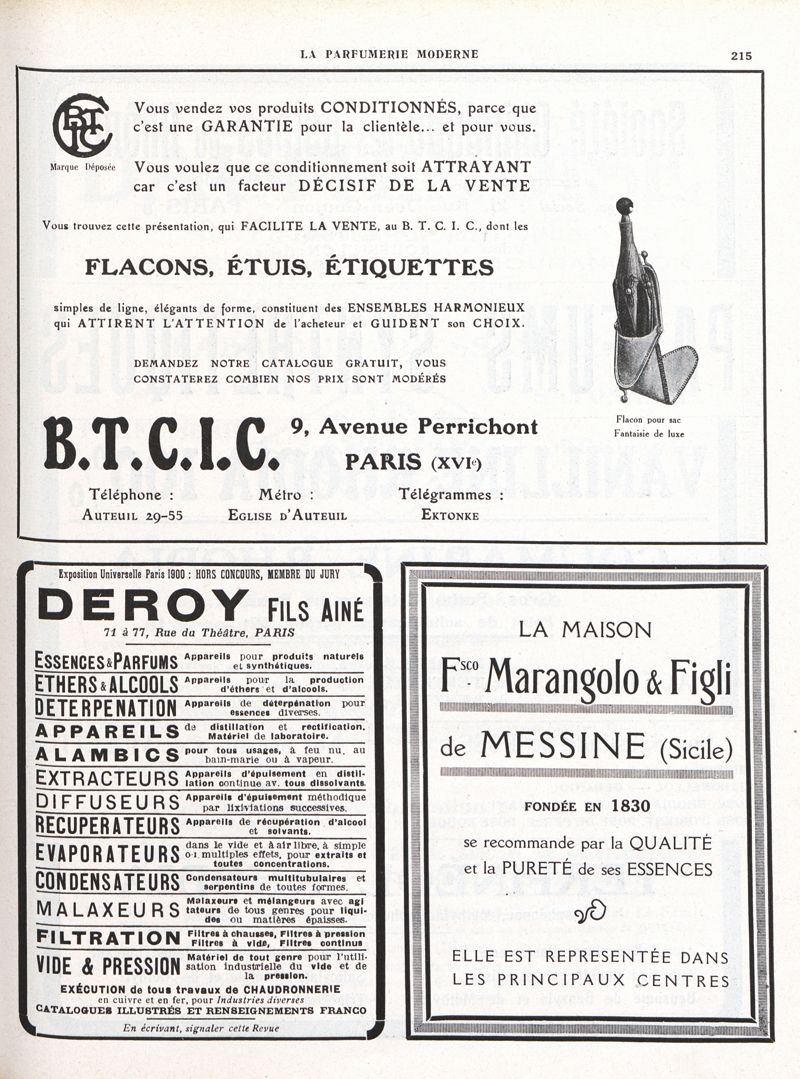 LA PARFUMERIE MODERNE 215
BTCIC
Marque Déposée
Vous vendez vos produits CONDITIONNÉS, parce que
c'est une GARANTIE pour la clientèle... et pour vous.
Vous voulez que ce conditionnement soit ATTRAYANT
car c'est un facteur DÉCISIF DE LA VENTE
Vous trouvez cette présentation, qui FACILITE LA VENTE, au B. T. C. I. C., dont les
FLACONS, ÉTUIS, ÉTIQUETTES
simples de ligne, élégants de forme, constituent des ENSEMBLES HARMONIEUX
qui ATTIRENT L'ATTENTION de l'acheteur et GUIDENT son CHOIX.
DEMANDEZ NOTRE CATALOGUE GRATUIT, VOUS
CONSTATEREZ COMBIEN NOS PRIX SONT MODÉRÉS
Flacon pour sac
Fantaisie de luxe
B.T.C.I.C. 9, Avenue Perrichont
PARIS (XVIe)
Téléphone : Métro : Télégrammes :
AUTEUIL 29-55 EGLISE D'AUTEUIL EKTONKE
Exposition Universelle Paris 1900 : HORS CONCOURS, MEMBRE DU JURY
DEROY FILS AINÉ
71 à 77, Rue du Théâtre, PARIS
ESSENCES & PARFUMS Appareils pour produits naturels
et synthétiques.
ETHERS & ALCOOLS Appareils pour la production
d'éthers et d'alcools.
DETERPENATION Appareils de déterpénation pour
essences diverses.
APPAREILS de distillation et rectification.
Matériel de laboratoire.
ALAMBICS pour tous usages, à feu nu, au
bain-marie ou à vapeur.
EXTRACTEURS Appareils d'épuisement en distil-
lation continue av. tous dissolvants.
DIFFUSEURS Appareils d'épuisement méthodique
par lixiviations successives.
RECUPERATEURS Appareils de récupération d'alcool
et solvants.
EVAPORATEURS dans le vide et à air libre, à simple
ou multiples effets, pour extraits et
toutes concentrations.
CONDENSATEURS Condensateurs multitubulaires et
serpentins de toutes formes.
MALAXEURS Malaxeurs et mélangeurs avec agi
tateurs de tous genres pour liqui-
des ou matières épaisses.
FILTRATION Filtres à chausses, Filtres à pression
Filtres à vide, Filtres continus
VIDE & PRESSION Matériel de tout genre pour l'utili-
sation industrielle du vide et de
la pression.
EXÉCUTION de tous travaux de CHAUDRONNERIE
en cuivre et en fer, pour Industries diverses
CATALOGUES ILLUSTRÉS ET RENSEIGNEMENTS FRANCO
En écrivant, signaler cette Revue
LA MAISON
Fsco Marangolo & Figli
de MESSINE (Sicile)
FONDÉE EN 1830
se recommande par la QUALITÉ
et la PURETÉ de ses ESSENCES
ELLE EST REPRESENTÉE DANS
LES PRINCIPAUX CENTRES